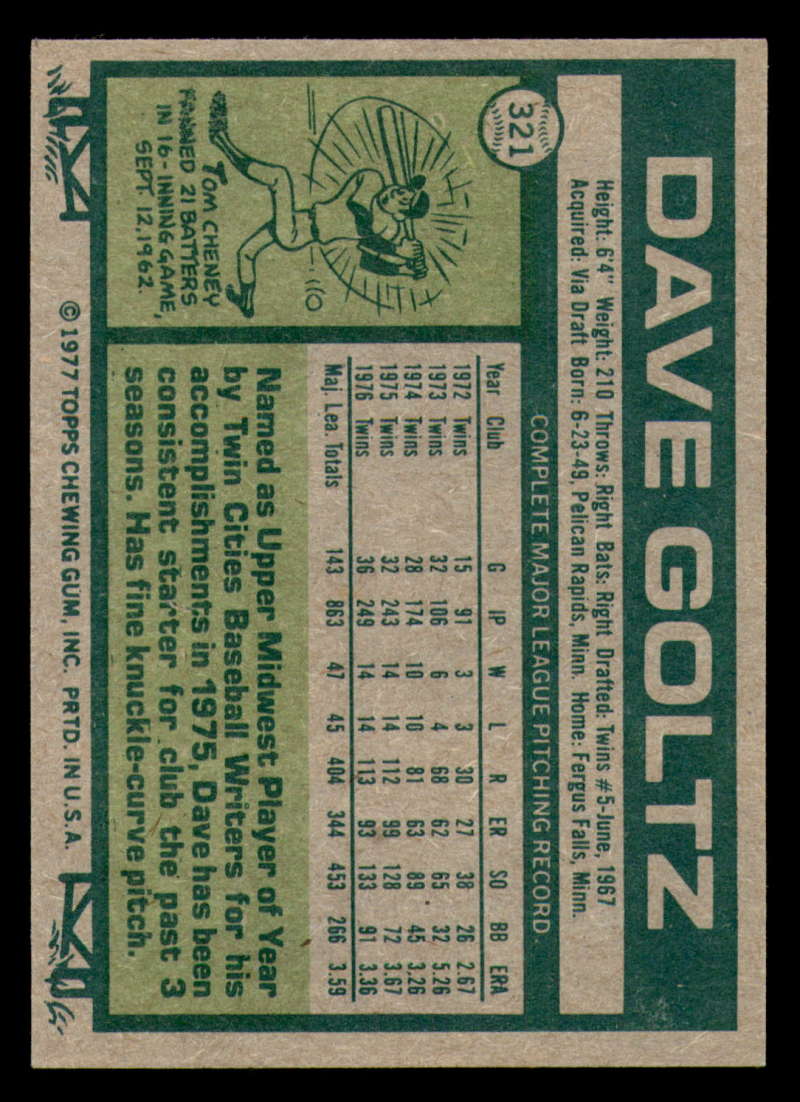 321
DAVE GOLTZ
Height: 6'4" Weight: 210 Throws: Right Bats: Right Drafted: Twins #5-June, 1967
Acquired: Via Draft Born: 6-23-49, Pelican Rapids, Minn. Home: Fergus Falls, Minn.
COMPLETE MAJOR LEAGUE PITCHING RECORD.
Year Club G IP W L R ER SO BB ERA
1972 Twins 15 91 3 3 30 27 38 26 2.67
1973 Twins 32 106 6 4 68 62 65 32 5.26
1974 Twins 28 174 10 10 81 63 89 45 3.26
1975 Twins 32 243 14 14 112 99 128 72 3.67
1976 Twins 36 249 14 14 113 93 133 91 3.36
Maj. Lea. Totals 143 863 47 45 404 344 453 266 3.59
TOM CHENEY
FANNED 21 BATTERS
IN 16-INNING GAME,
SEPT. 12, 1962.
Named as Upper Midwest Player of Year
by Twin Cities Baseball Writers for his
accomplishments in 1975, Dave has been
consistent starter for club the past 3
seasons. Has fine knuckle-curve pitch.
©1977 TOPPS CHEWING GUM, INC. PRTD. IN U.S.A.